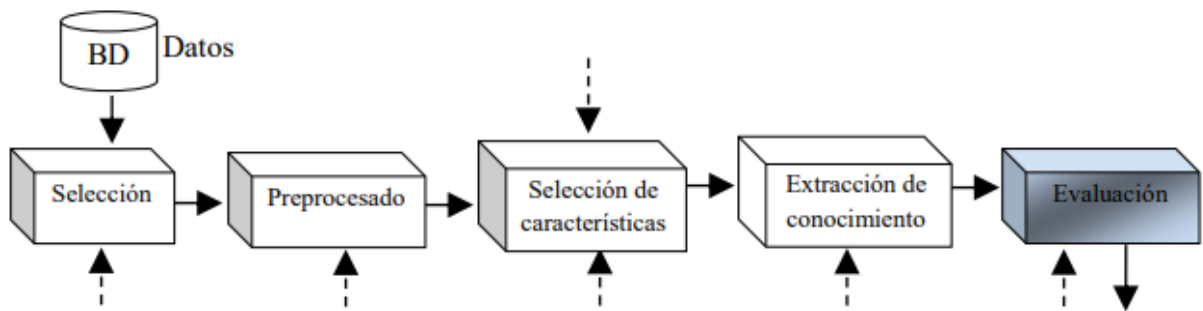 BD
Datos
Selección
Preprocesado
Selección de
características
Extracción de
conocimiento
Evaluación